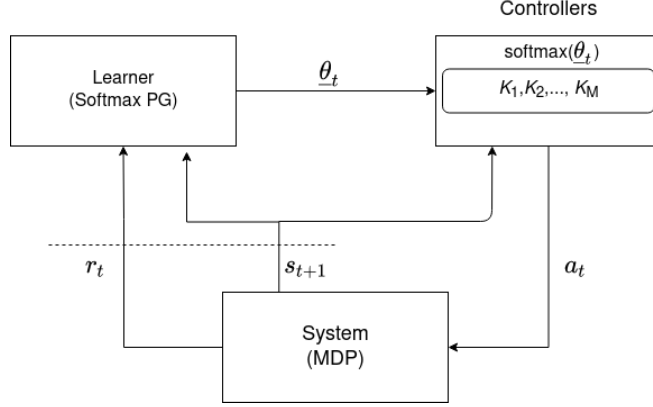 Controllers
Learner
(Softmax PG)
θ_t
softmax(θ_t)
K_1,K_2,..., K_M
r_t
s_{t+1}
a_t
System
(MDP)